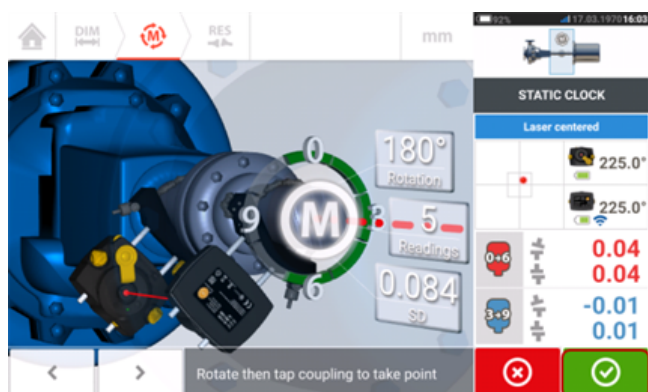 DIM
M
RES
mm
92%
17.03.1970 16:03
STATIC CLOCK
Laser centered
225.0°
225.0°
0
9
M
3
6
180°
Rotation
5
Readings
0.084
SD
0+6
0.04
0.04
3+9
-0.01
0.01
Rotate then tap coupling to take point